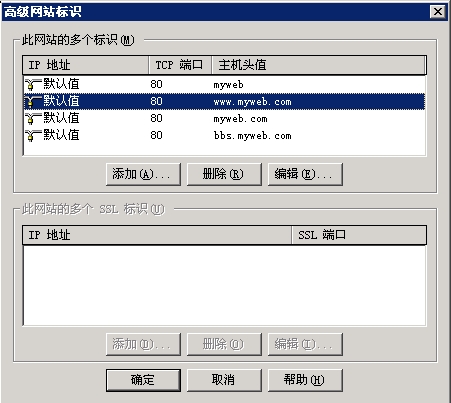 高级网站标识
此网站的多个标识(M)
IP 地址 TCP 端口 主机头值
默认值 80 myweb
默认值 80 www.myweb.com
默认值 80 myweb.com
默认值 80 bbs.myweb.com
添加(A)... 删除(R) 编辑(E)...
此网站的多个 SSL 标识(U)
IP 地址 SSL 端口
添加(D)... 删除(O) 编辑(I)...
确定 取消 帮助(H)